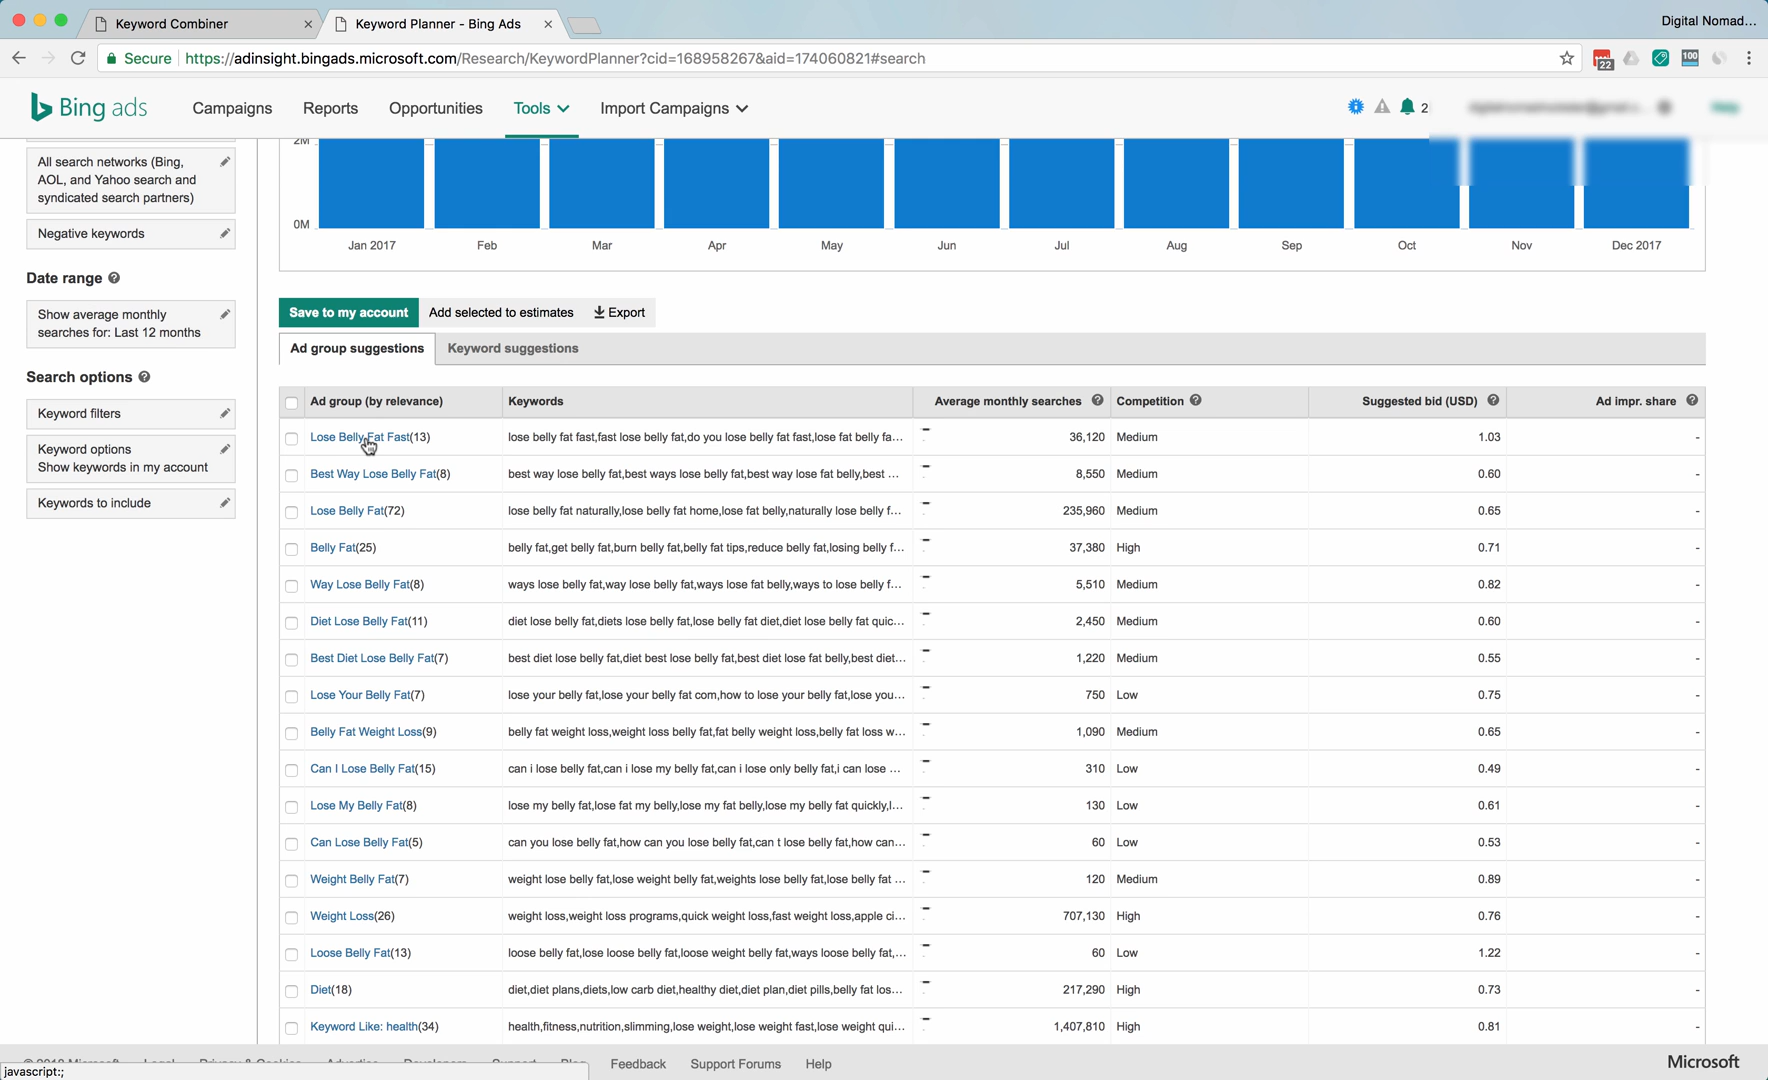 Keyword Combiner
Keyword Planner - Bing Ads
Digital Nomad...
Secure
https://adinsight.bingads.microsoft.com/Research/KeywordPlanner?cid=168958267&aid=174060821#search
22
100
Bing ads
Campaigns
Reports
Opportunities
Tools
Import Campaigns
2
Help
All search networks (Bing,
AOL, and Yahoo search and
syndicated search partners)
Negative keywords
Date range
Show average monthly
searches for: Last 12 months
Search options
Keyword filters
Keyword options
Show keywords in my account
Keywords to include
2M
0M
Jan 2017 Feb Mar Apr May Jun Jul Aug Sep Oct Nov Dec 2017
Save to my account Add selected to estimates Export
Ad group suggestions Keyword suggestions
Ad group (by relevance) Keywords Average monthly searches Competition Suggested bid (USD) Ad impr. share
Lose Belly Fat Fast(13) lose belly fat fast,fast lose belly fat,do you lose belly fat fast,lose fat belly fa... 36,120 Medium 1.03 -
Best Way Lose Belly Fat(8) best way lose belly fat,best ways lose belly fat,best way lose fat belly,best ... 8,550 Medium 0.60 -
Lose Belly Fat(72) lose belly fat naturally,lose belly fat home,lose fat belly,naturally lose belly f... 235,960 Medium 0.65 -
Belly Fat(25) belly fat,get belly fat,burn belly fat,belly fat tips,reduce belly fat,losing belly f... 37,380 High 0.71 -
Way Lose Belly Fat(8) ways lose belly fat,way lose belly fat,ways lose fat belly,ways to lose belly f... 5,510 Medium 0.82 -
Diet Lose Belly Fat(11) diet lose belly fat,diets lose belly fat,lose belly fat diet,diet lose belly fat quic... 2,450 Medium 0.60 -
Best Diet Lose Belly Fat(7) best diet lose belly fat,diet best lose belly fat,best diet lose fat belly,best diet... 1,220 Medium 0.55 -
Lose Your Belly Fat(7) lose your belly fat,lose your belly fat com,how to lose your belly fat,lose you... 750 Low 0.75 -
Belly Fat Weight Loss(9) belly fat weight loss,weight loss belly fat,fat belly weight loss,belly fat loss w... 1,090 Medium 0.65 -
Can I Lose Belly Fat(15) can i lose belly fat,can i lose my belly fat,can i lose only belly fat,i can lose ... 310 Low 0.49 -
Lose My Belly Fat(8) lose my belly fat,lose fat my belly,lose my fat belly,lose my belly fat quickly,l... 130 Low 0.61 -
Can Lose Belly Fat(5) can you lose belly fat,how can you lose belly fat,can t lose belly fat,how can... 60 Low 0.53 -
Weight Belly Fat(7) weight lose belly fat,lose weight belly fat,weights lose belly fat,lose belly fat ... 120 Medium 0.89 -
Weight Loss(26) weight loss,weight loss programs,quick weight loss,fast weight loss,apple ci... 707,130 High 0.76 -
Loose Belly Fat(13) loose belly fat,lose loose belly fat,loose weight belly fat,ways loose belly fat,... 60 Low 1.22 -
Diet(18) diet,diet plans,diets,low carb diet,healthy diet,diet plan,diet pills,belly fat los... 217,290 High 0.73 -
Keyword Like: health(34) health,fitness,nutrition,slimming,lose weight,lose weight fast,lose weight qui... 1,407,810 High 0.81 -
Feedback Support Forums Help
Microsoft
javascript:;